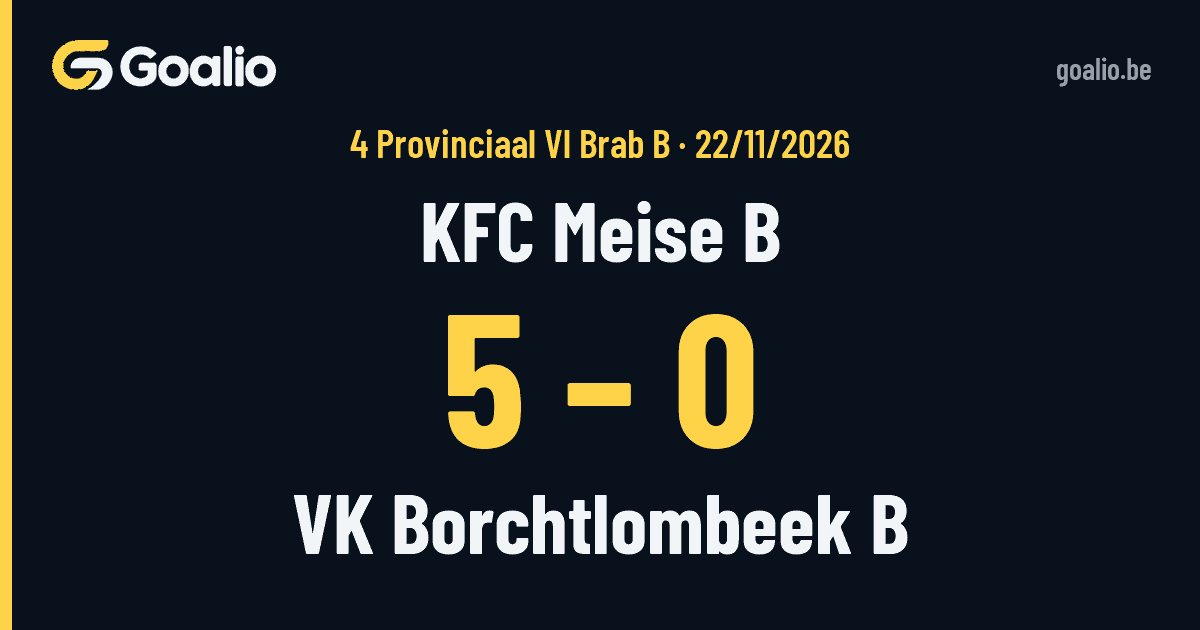 Goalio
goalio.be
4 Provinciaal Vl Brab B · 22/11/2026
KFC Meise B
5 – 0
VK Borchtlombeek B